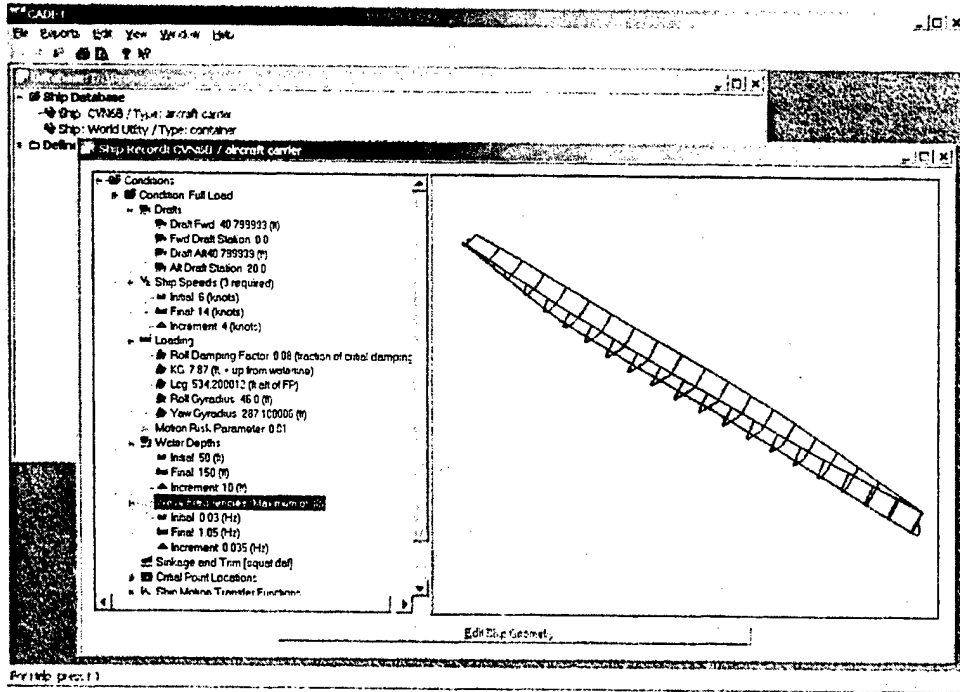 CADET
File Exports Edit View Window Help
Ship Database
Ship: CVN68 / Type: aircraft carrier
Ship: World Utility / Type: container
Ship Record: CVN68 / aircraft carrier
Conditions
Condition Full Load
Drafts
Draft Fwd 40.799999 (ft)
Fwd Draft Station 0.0
Draft Aft 40.799999 (ft)
Aft Draft Station 20.0
Ship Speeds (3 required)
Initial 6 (knots)
Final 14 (knots)
Increment 4 (knots)
Loading
Roll Damping Factor 0.08 (fraction of critical damping
KG 7.87 (ft, + up from waterline)
Lcg 534.200012 (ft aft of FP)
Roll Gyradius 46.0 (ft)
Yaw Gyradius 287.100006 (ft)
Motion Risk Parameter 0.01
Water Depths
Initial 50 (ft)
Final 150 (ft)
Increment 10 (ft)
Initial 0.03 (Hz)
Final 1.05 (Hz)
Increment 0.035 (Hz)
Sinkage and Trim [squat def]
Critial Point Locations
Ship Motion Transfer Functions
Edit Ship Geometry
For Help, press F1